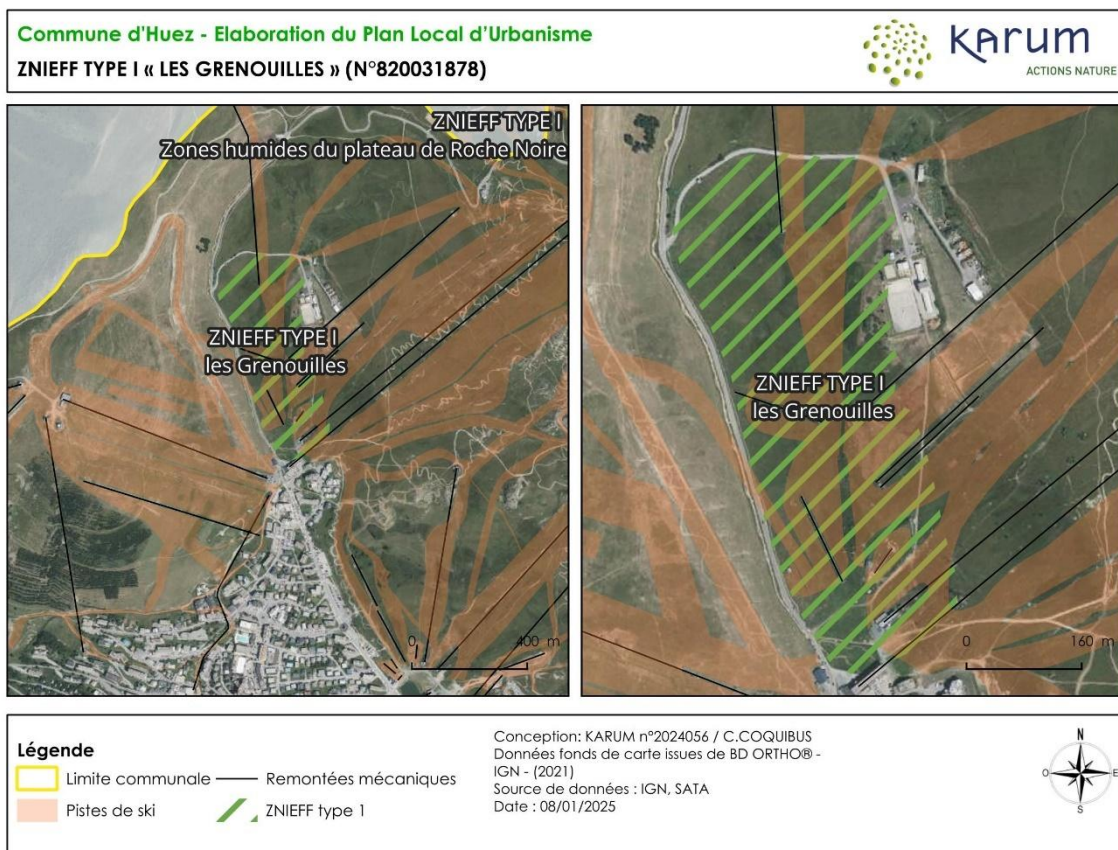 Commune d'Huez - Elaboration du Plan Local d'Urbanisme
ZNIEFF TYPE I « LES GRENOUILLES » (N°820031878)
KARUM
ACTIONS NATURE
ZNIEFF TYPE I
Zones humides du plateau de Roche Noire
ZNIEFF TYPE I
les Grenouilles
0 400 m
ZNIEFF TYPE I
les Grenouilles
0 160 m
Légende
Limite communale
Remontées mécaniques
Pistes de ski
ZNIEFF type 1
Conception: KARUM n°2024056 / C.COQUIBUS
Données fonds de carte issues de BD ORTHO® -
IGN - (2021)
Source de données : IGN, SATA
Date : 08/01/2025
N
O
E
S